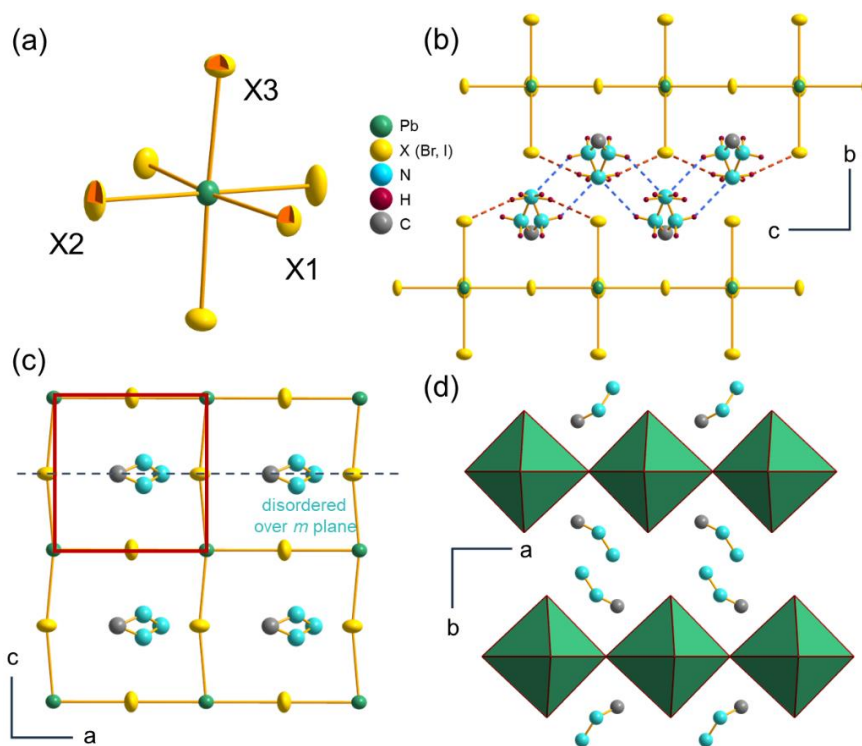 (a)
X3
X2
X1
Pb
X (Br, I)
N
H
C
(b)
b
c
(c)
disordered
over m plane
c
a
(d)
a
b